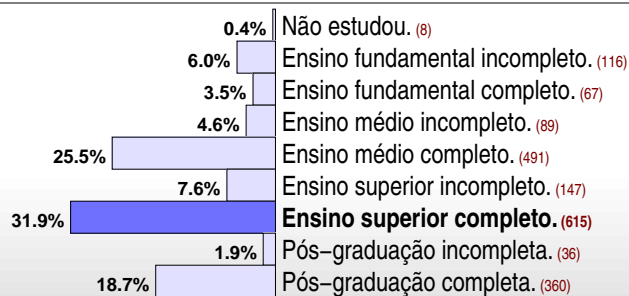 0.4% Não estudou. (8)
6.0% Ensino fundamental incompleto. (116)
3.5% Ensino fundamental completo. (67)
4.6% Ensino médio incompleto. (89)
25.5% Ensino médio completo. (491)
7.6% Ensino superior incompleto. (147)
31.9% Ensino superior completo. (615)
1.9% Pós−graduação incompleta. (36)
18.7% Pós−graduação completa. (360)